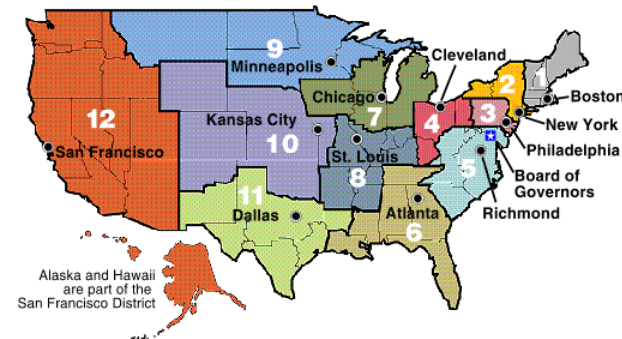 9
Minneapolis
Cleveland
2
1
Chicago
7
Boston
12
Kansas City
4
3
New York
San Francisco
10
St. Louis
Philadelphia
8
5
Board of
Governors
11
Dallas
Atlanta
6
Richmond
Alaska and Hawaii
are part of the
San Francisco District